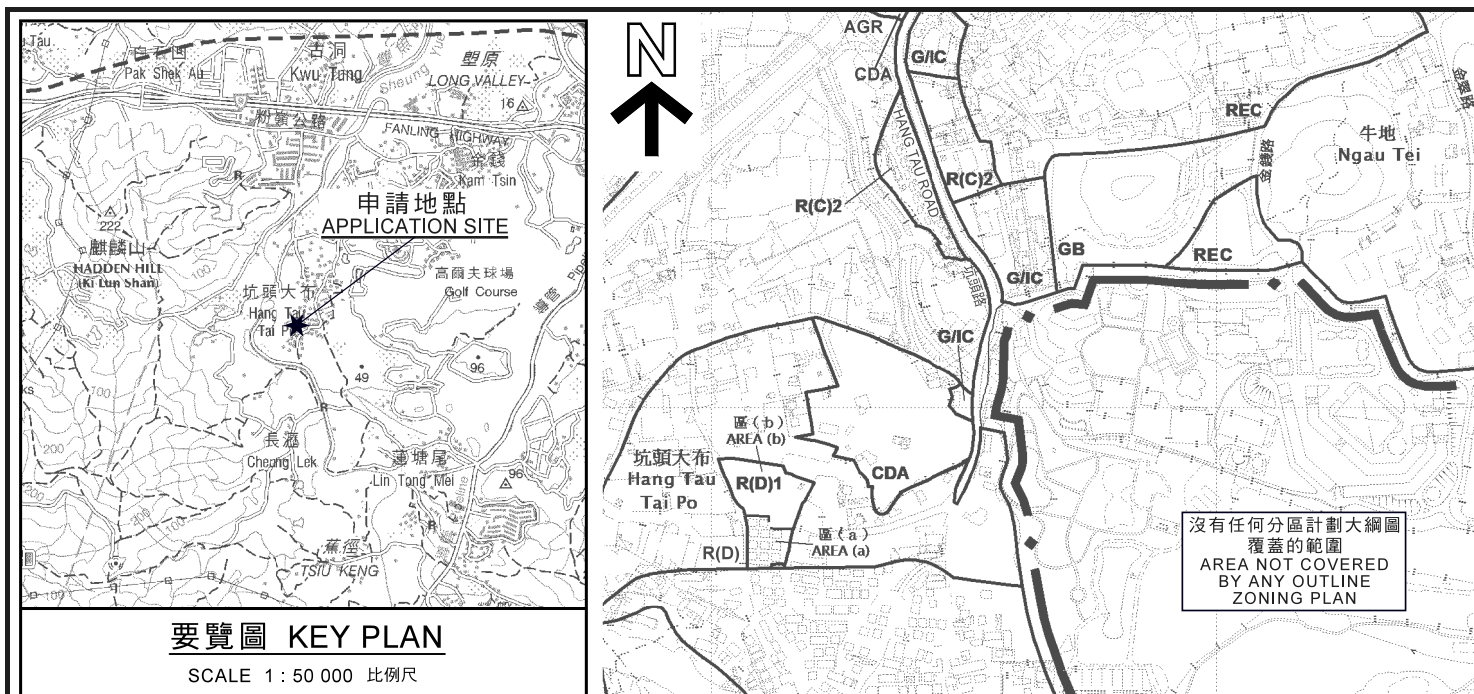 白石凹
Pak Shek Au
古洞
Kwu Tung
塱原
LONG VALLEY
16
粉嶺公路
FANLING HIGHWAY
金錢
Kam Tsin
R
申請地點
APPLICATION SITE
222
麒麟山
HADDEN HILL
(Ki Lun Shan)
100
坑頭大布
Hang Tau
Tai Po
高爾夫球場
Golf Course
96
49
R
長瀝
Cheung Lek
蓮塘尾
Lin Tong Mei
96
200
R
100
蕉徑
TSIU KENG
要覽圖 KEY PLAN
SCALE 1 : 50 000 比例尺
N
AGR
G/IC
CDA
HANG TAU ROAD
R(C)2
R(C)2
坑頭路
G/IC
GB
REC
REC
金錢路
金翠路
牛地
Ngau Tei
G/IC
區 ( b )
AREA (b)
坑頭大布
Hang Tau
Tai Po
R(D)1
CDA
區 ( a )
AREA (a)
R(D)
沒有任何分區計劃大綱圖
覆蓋的範圍
AREA NOT COVERED
BY ANY OUTLINE
ZONING PLAN